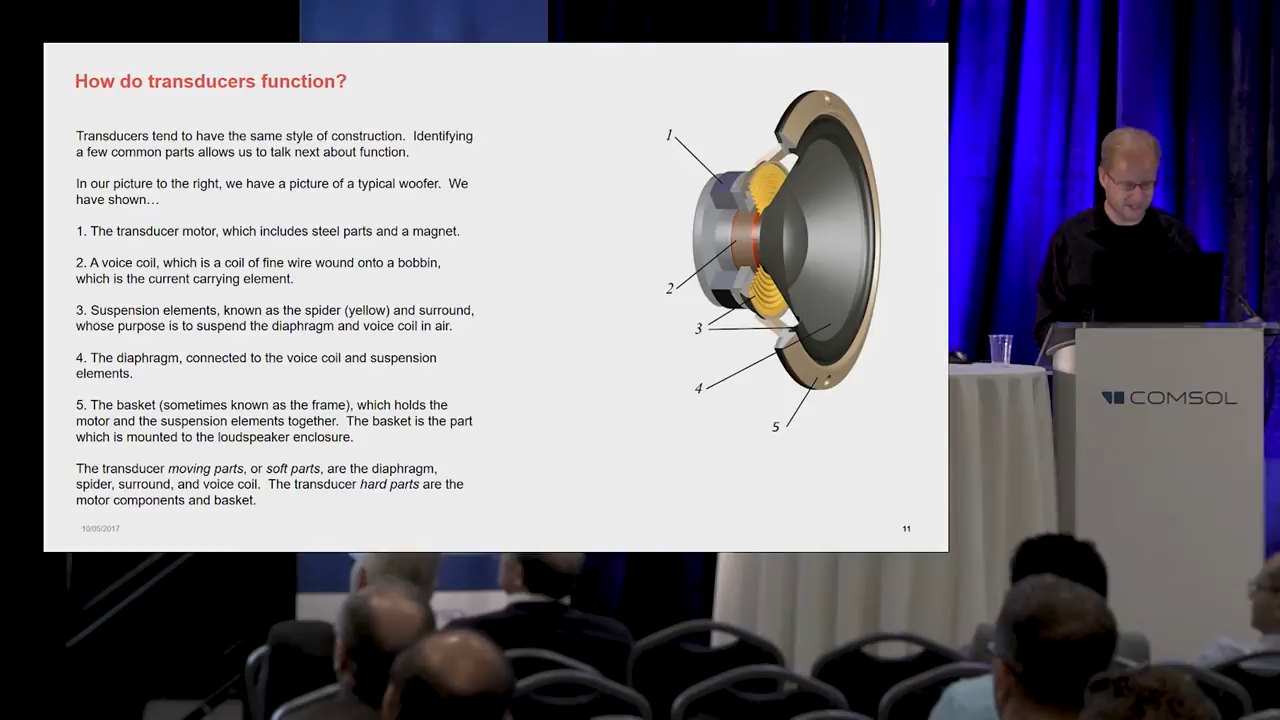 How do transducers function?
Transducers tend to have the same style of construction. Identifying
a few common parts allows us to talk next about function.
In our picture to the right, we have a picture of a typical woofer. We
have shown…
1. The transducer motor, which includes steel parts and a magnet.
2. A voice coil, which is a coil of fine wire wound onto a bobbin,
which is the current carrying element.
3. Suspension elements, known as the spider (yellow) and surround,
whose purpose is to suspend the diaphragm and voice coil in air.
4. The diaphragm, connected to the voice coil and suspension
elements.
5. The basket (sometimes known as the frame), which holds the
motor and the suspension elements together. The basket is the part
which is mounted to the loudspeaker enclosure.
The transducer moving parts, or soft parts, are the diaphragm,
spider, surround, and voice coil. The transducer hard parts are the
motor components and basket.
10/05/2017
1
2
3
4
5
11
COMSOL